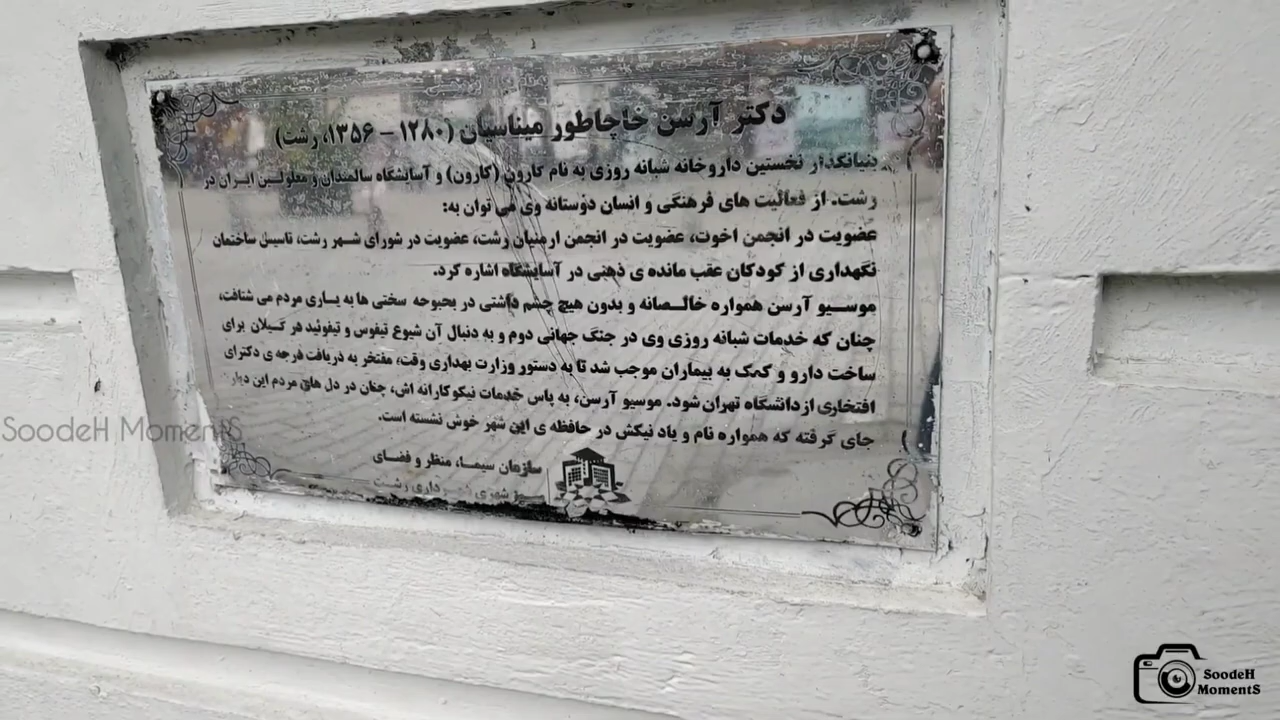 دکتر آرسن خاچاطور میناسیان (۱۲۸۰ – ۱۳۵۶، رشت)
بنیانگذار نخستین داروخانه شبانه روزی به نام کارون (کارون) و آسایشگاه سالمندان و معلولین ایران در
رشت. از فعالیت های فرهنگی و انسان دوستانه وی می توان به:
عضویت در انجمن اخوت، عضویت در انجمن ارمنیان رشت، عضویت در شورای شهر رشت، تاسیس ساختمان
نگهداری از کودکان عقب مانده ی ذهنی در آسایشگاه اشاره کرد.
موسیو آرسن همواره خالصانه و بدون هیچ چشم داشتی در بحبوحه سختی ها به یاری مردم می شتافت،
چنان که خدمات شبانه روزی وی در جنگ جهانی دوم و به دنبال آن شیوع تیفوس و تیفوئید در گیلان برای
ساخت دارو و کمک به بیماران موجب شد تا به دستور وزارت بهداری وقت، مفتخر به دریافت درجه ی دکترای
افتخاری از دانشگاه تهران شود. موسیو آرسن، به پاس خدمات نیکوکارانه اش، چنان در دل های مردم این دیار
جای گرفته که همواره نام و یاد نیکش در حافظه ی این شهر خوش نشسته است.
سازمان سیما، منظر و فضای
سبز شهری شهرداری رشت
SoodeH MomentS
SoodeH
MomentS